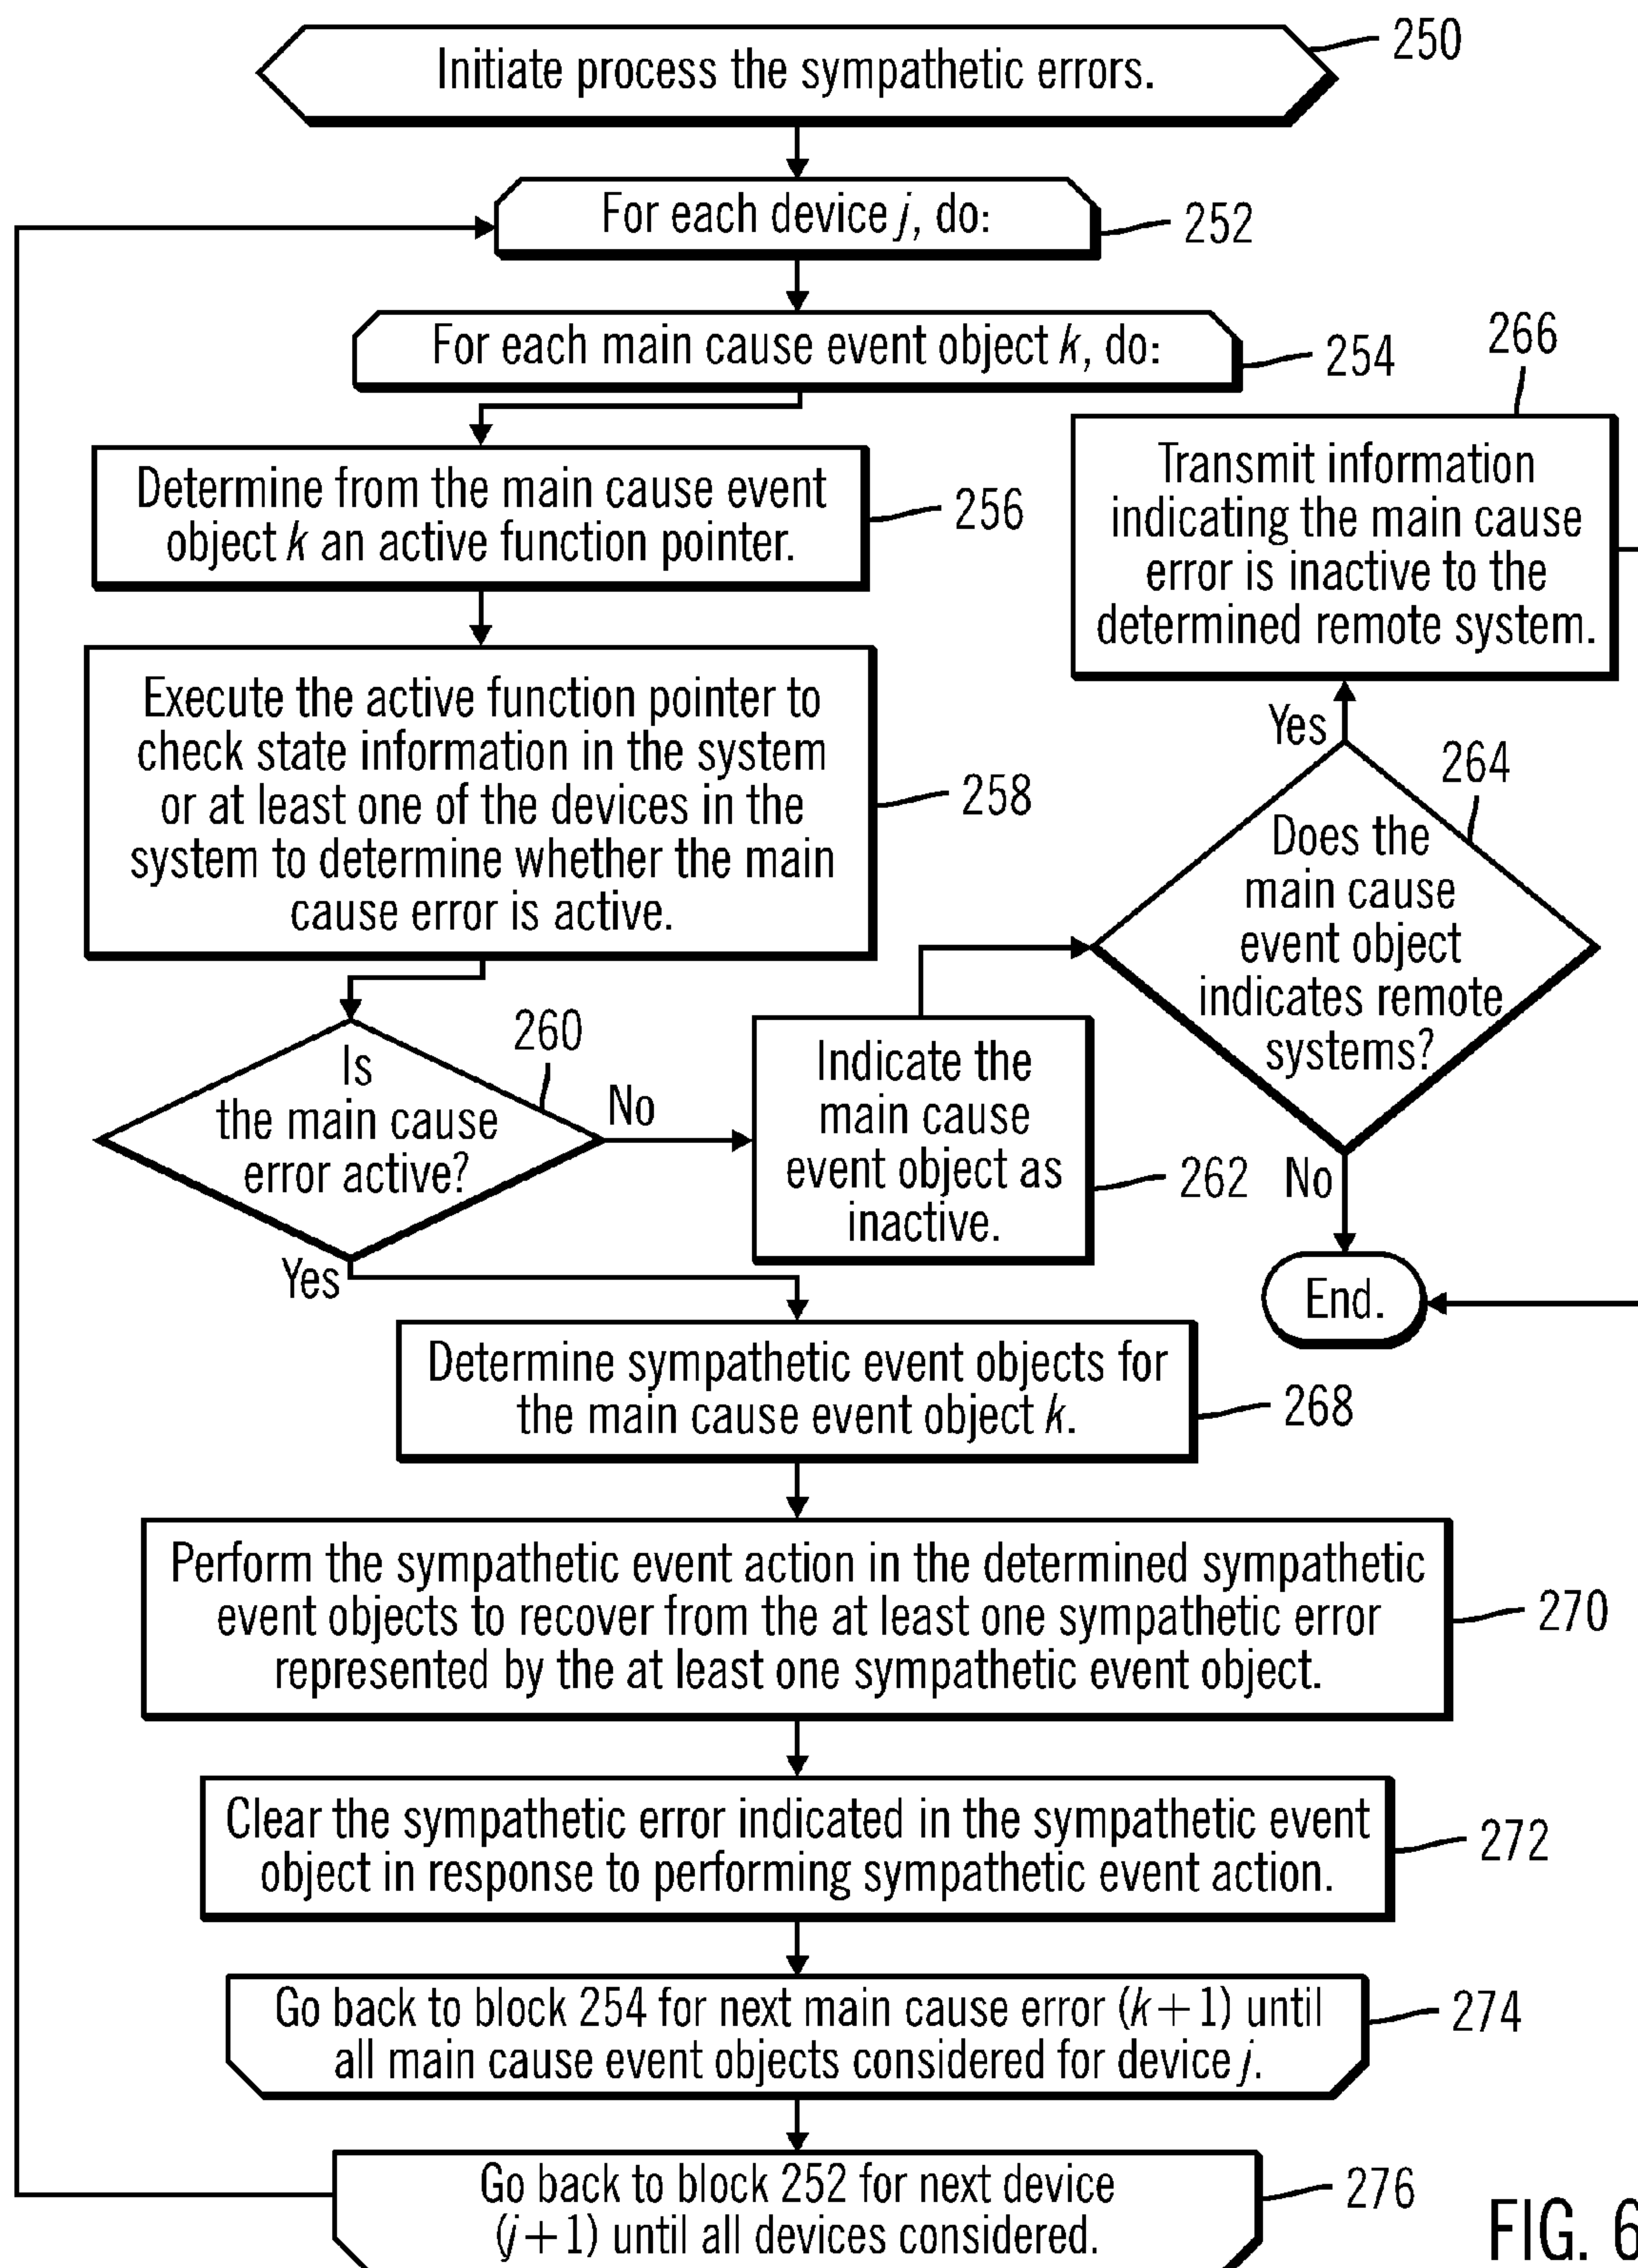 Initiate process the sympathetic errors.
250
For each device j, do:
252
For each main cause event object k, do:
254
Determine from the main cause event
object k an active function pointer.
256
Execute the active function pointer to
check state information in the system
or at least one of the devices in the
system to determine whether the main
cause error is active.
258
Is
the main cause
error active?
260
No
Yes
Indicate the
main cause
event object as
inactive.
262
Does the
main cause
event object
indicates remote
systems?
264
Yes
No
Transmit information
indicating the main cause
error is inactive to the
determined remote system.
266
End.
Determine sympathetic event objects for
the main cause event object k.
268
Perform the sympathetic event action in the determined sympathetic
event objects to recover from the at least one sympathetic error
represented by the at least one sympathetic event object.
270
Clear the sympathetic error indicated in the sympathetic event
object in response to performing sympathetic event action.
272
Go back to block 254 for next main cause error (k+1) until
all main cause event objects considered for device j.
274
Go back to block 252 for next device
(j+1) until all devices considered.
276
FIG. 6